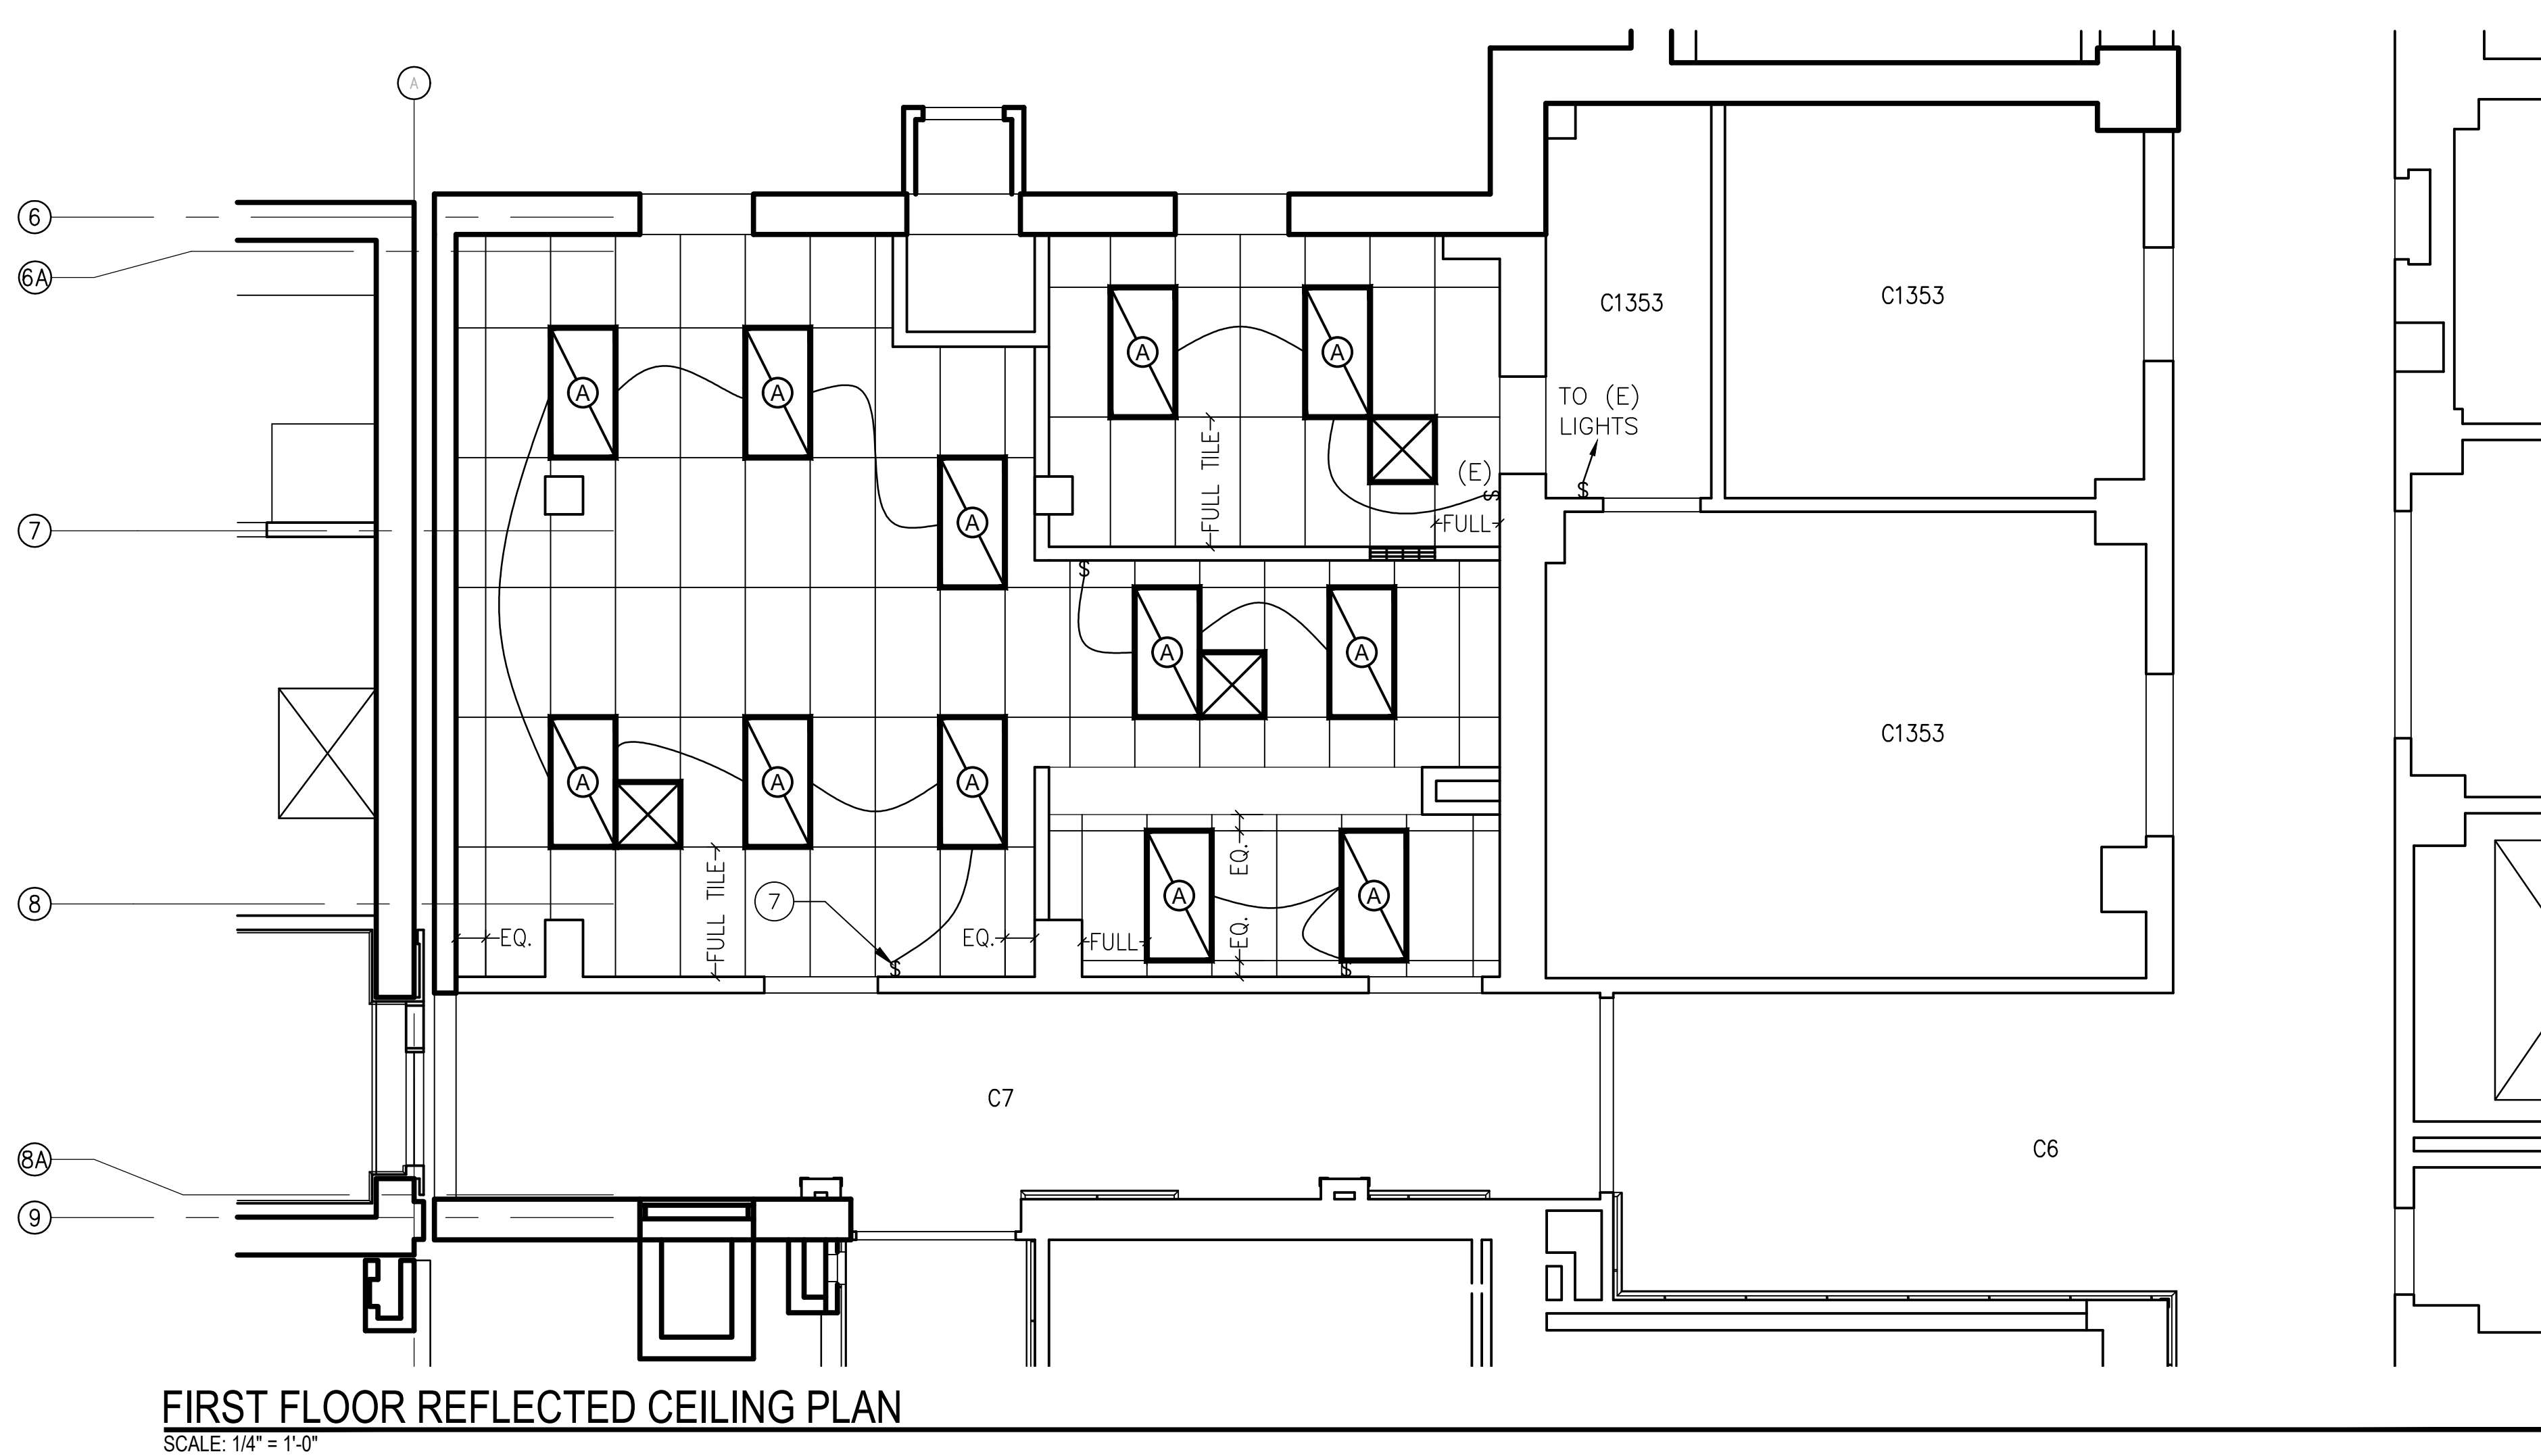 A
6
6A
C1353
C1353
A
A
A
A
TO (E)
LIGHTS
FULL TILE
(E)
$
$
A
FULL
7
$
A
A
C1353
A
A
A
EQ.
FULL TILE
7
A
A
8
EQ.
EQ.
FULL
EQ.
$
$
C7
C6
8A
9
FIRST FLOOR REFLECTED CEILING PLAN
SCALE: 1/4" = 1'-0"